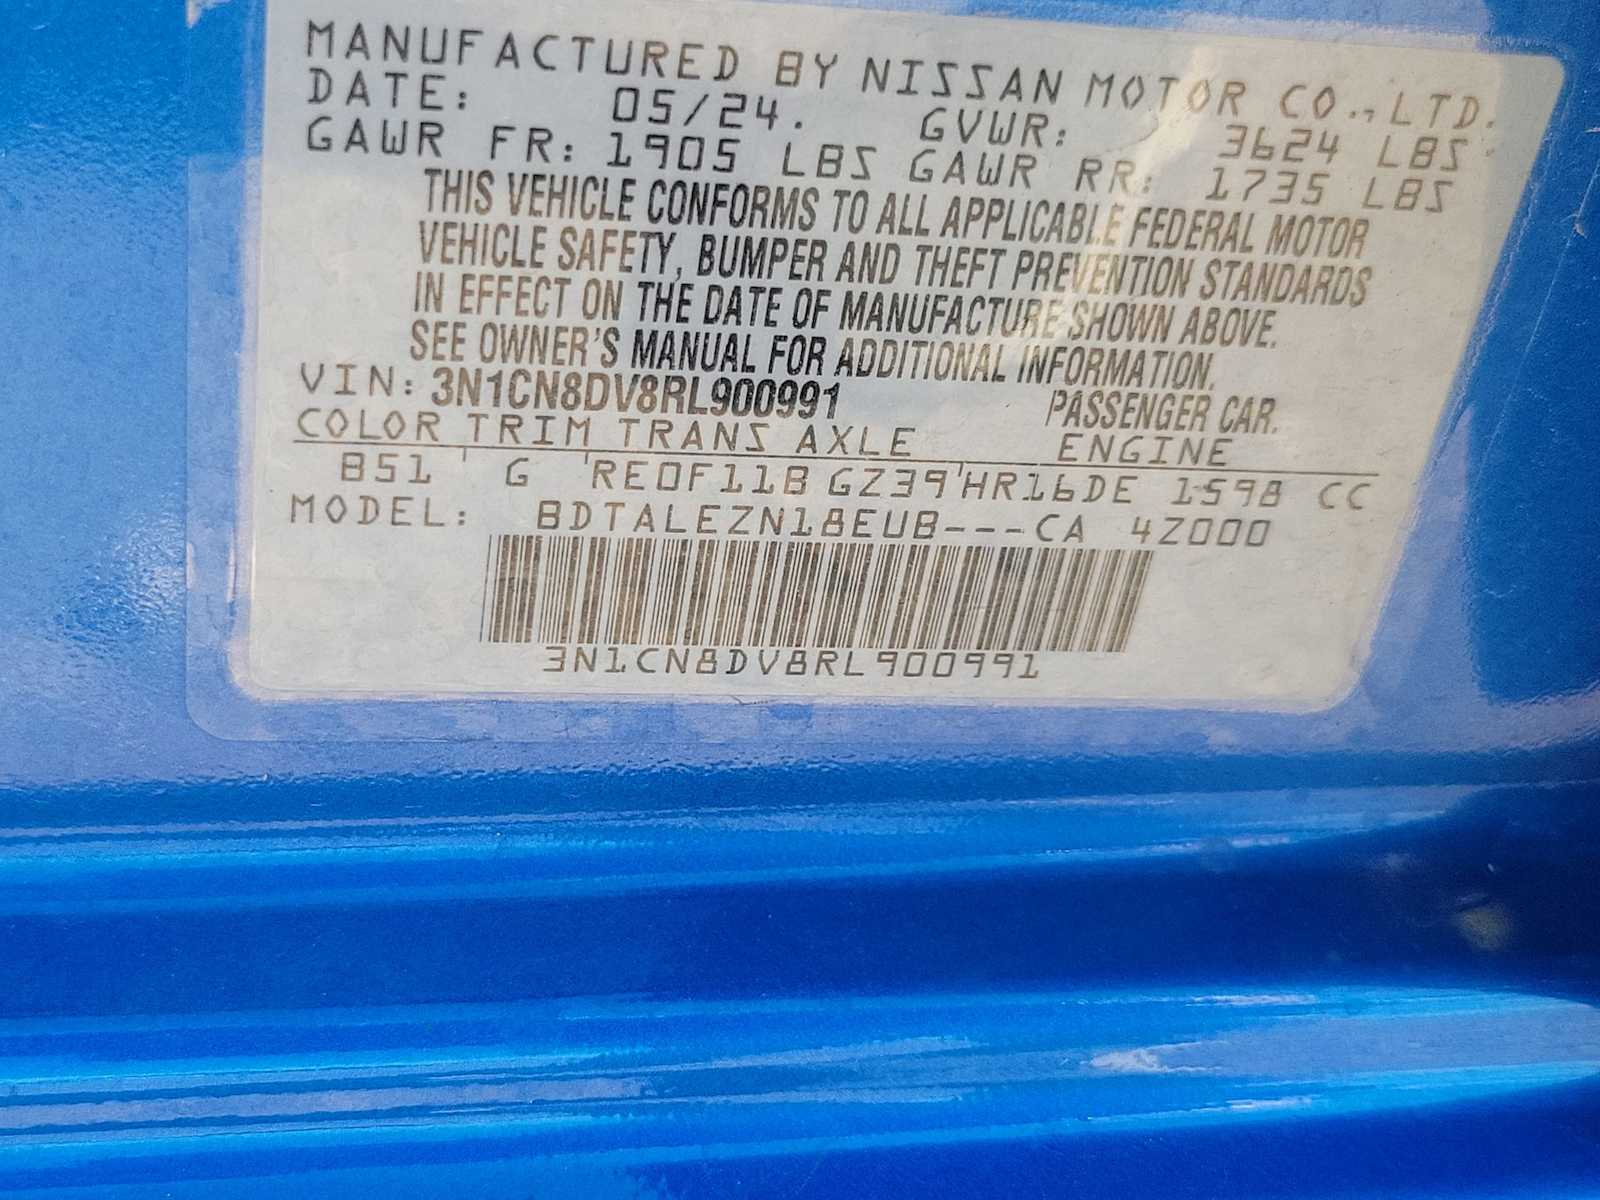 MANUFACTURED BY NISSAN MOTOR CO., LTD.
DATE: 05/24. GVWR: 3624 LBS
GAWR FR: 1905 LBS GAWR RR: 1735 LBS
THIS VEHICLE CONFORMS TO ALL APPLICABLE FEDERAL MOTOR
VEHICLE SAFETY, BUMPER AND THEFT PREVENTION STANDARDS
IN EFFECT ON THE DATE OF MANUFACTURE SHOWN ABOVE.
SEE OWNER'S MANUAL FOR ADDITIONAL INFORMATION.
VIN: 3N1CN8DV8RL900991 PASSENGER CAR.
COLOR TRIM TRANS AXLE ENGINE
B51 G RE0F11B GZ39 HR16DE 1598 CC
MODEL: BDTALEZN18EUB---CA 4Z000
3N1CN8DV8RL900991